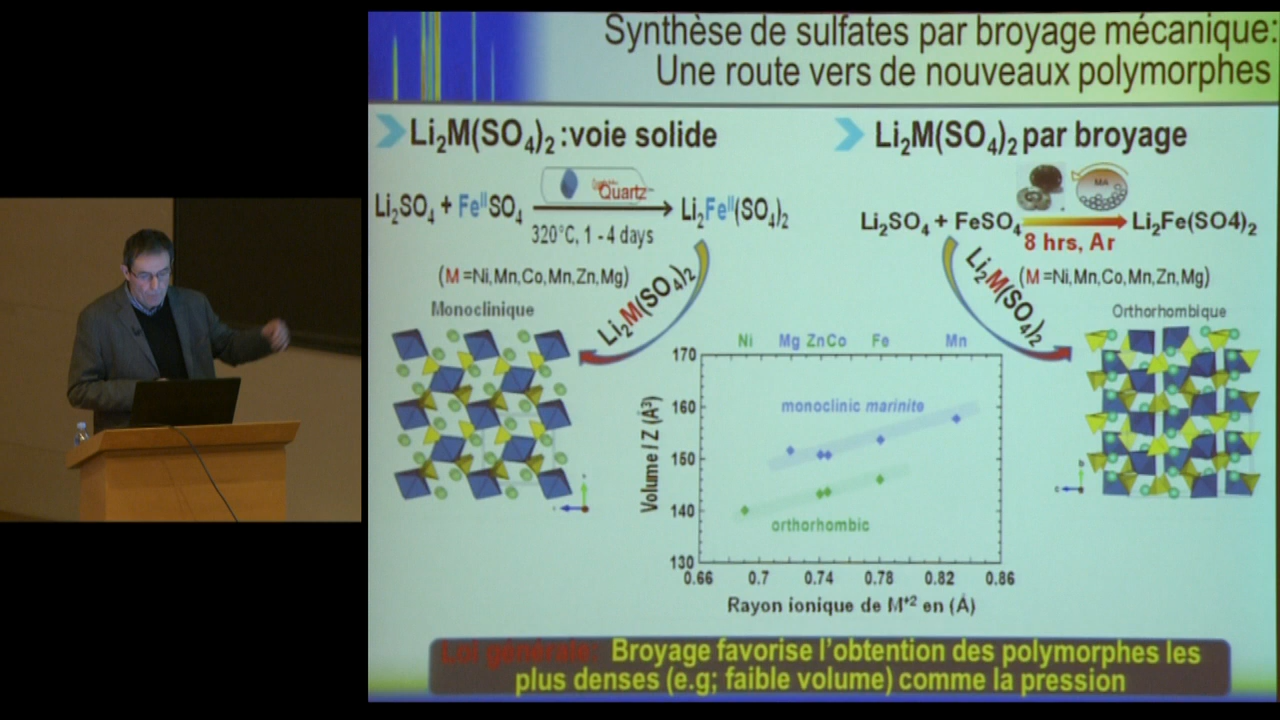 Synthèse de sulfates par broyage mécanique:
Une route vers de nouveaux polymorphes
Li2M(SO4)2 :voie solide
Li2SO4 + FeIISO4
Quartz
320°C, 1 - 4 days
Li2FeII(SO4)2
(M =Ni,Mn,Co,Mn,Zn,Mg)
Li2M(SO4)2
Monoclinique
Li2M(SO4)2 par broyage
Li2SO4 + FeSO4
MA
8 hrs, Ar
Li2Fe(SO4)2
(M =Ni,Mn,Co,Mn,Zn,Mg)
Li2M(SO4)2
Orthorhombique
Ni Mg Zn Co Fe Mn
170
160
150
140
130
Volume / Z (Å3)
monoclinic marinite
orthorhombic
0.66 0.7 0.74 0.78 0.82 0.86
Rayon ionique de M+2 en (Å)
Loi générale: Broyage favorise l'obtention des polymorphes les
plus denses (e.g; faible volume) comme la pression